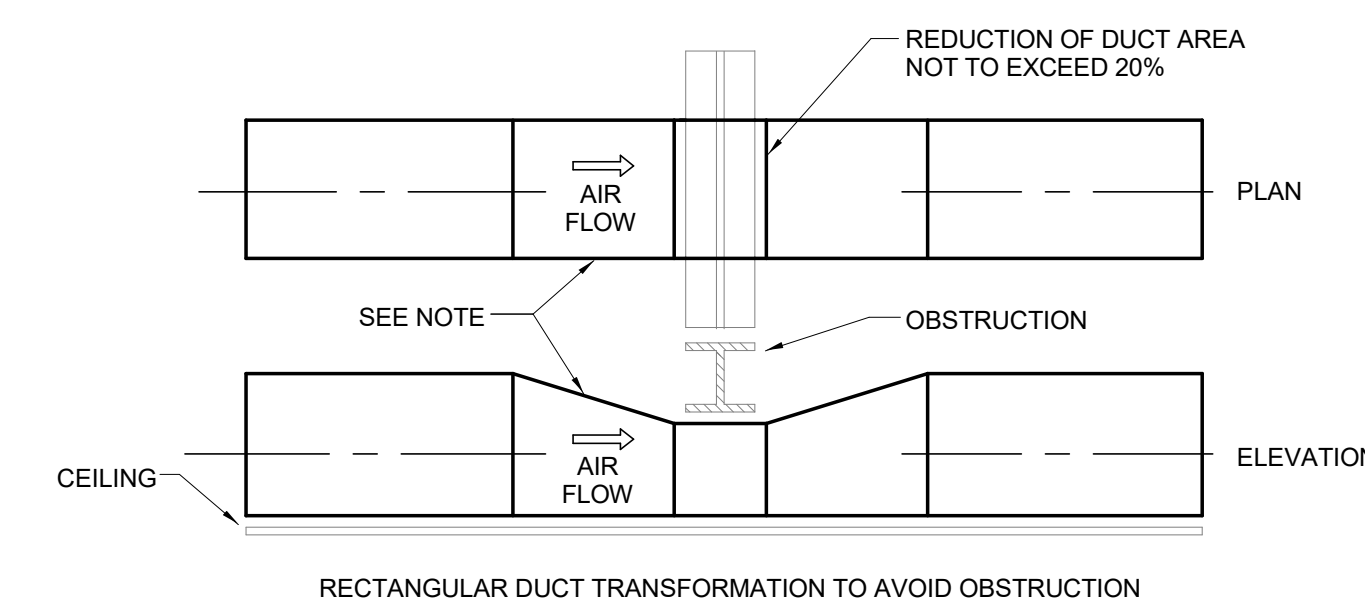 REDUCTION OF DUCT AREA
NOT TO EXCEED 20%
AIR
FLOW
PLAN
SEE NOTE
OBSTRUCTION
AIR
FLOW
CEILING
ELEVATION
RECTANGULAR DUCT TRANSFORMATION TO AVOID OBSTRUCTION